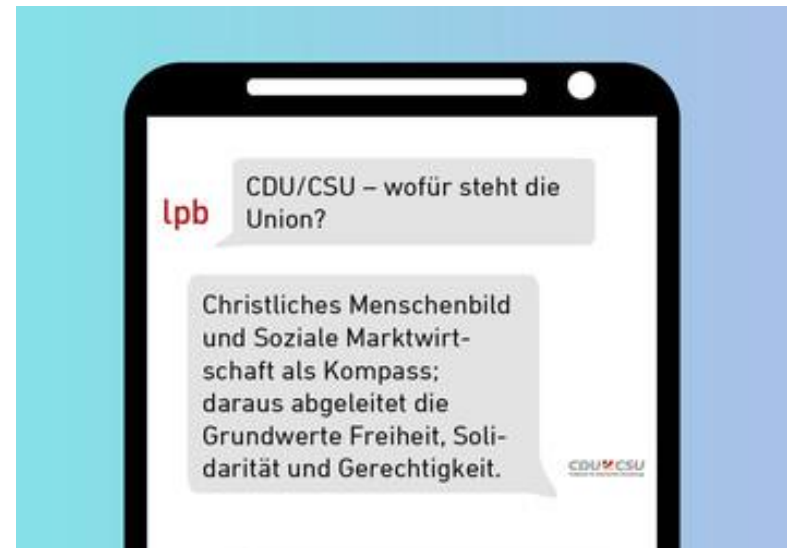 CDU/CSU – wofür steht die
lpb
Union?
Christliches Menschenbild
und Soziale Marktwirt-
schaft als Kompass;
daraus abgeleitet die
Grundwerte Freiheit, Soli-
darität und Gerechtigkeit.
CDU CSU